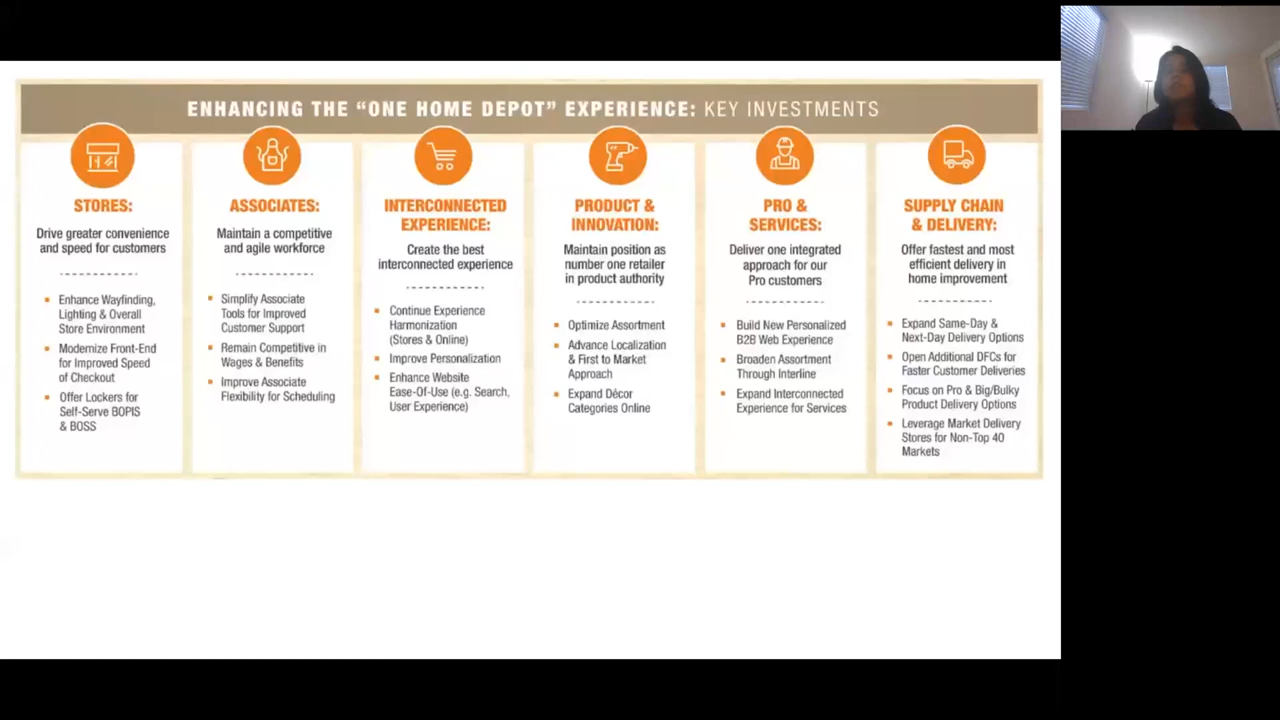 ENHANCING THE “ONE HOME DEPOT” EXPERIENCE: KEY INVESTMENTS
STORES:
Drive greater convenience
and speed for customers
Enhance Wayfinding,
Lighting & Overall
Store Environment
Modernize Front-End
for Improved Speed
of Checkout
Offer Lockers for
Self-Serve BOPIS
& BOSS
ASSOCIATES:
Maintain a competitive
and agile workforce
Simplify Associate
Tools for Improved
Customer Support
Remain Competitive in
Wages & Benefits
Improve Associate
Flexibility for Scheduling
INTERCONNECTED
EXPERIENCE:
Create the best
interconnected experience
Continue Experience
Harmonization
(Stores & Online)
Improve Personalization
Enhance Website
Ease-Of-Use (e.g. Search,
User Experience)
PRODUCT &
INNOVATION:
Maintain position as
number one retailer
in product authority
Optimize Assortment
Advance Localization
& First to Market
Approach
Expand Décor
Categories Online
PRO &
SERVICES:
Deliver one integrated
approach for our
Pro customers
Build New Personalized
B2B Web Experience
Broaden Assortment
Through Interline
Expand Interconnected
Experience for Services
SUPPLY CHAIN
& DELIVERY:
Offer fastest and most
efficient delivery in
home improvement
Expand Same-Day &
Next-Day Delivery Options
Open Additional DFCs for
Faster Customer Deliveries
Focus on Pro & Big/Bulky
Product Delivery Options
Leverage Market Delivery
Stores for Non-Top 40
Markets